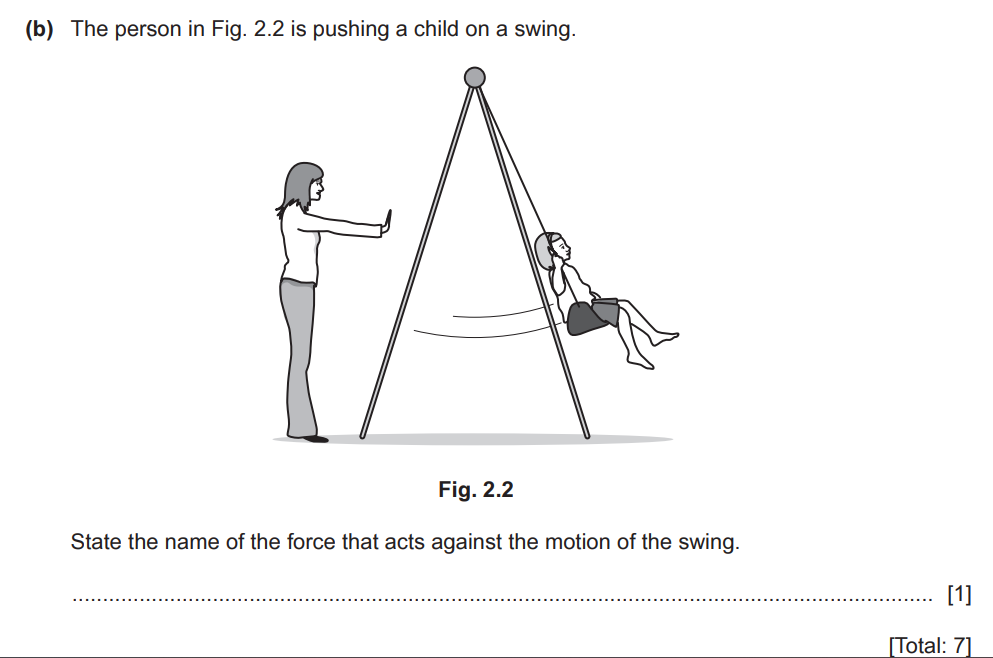 (b) The person in Fig. 2.2 is pushing a child on a swing.
Fig. 2.2
State the name of the force that acts against the motion of the swing.
.......................................................................................................................................... [1]
[Total: 7]